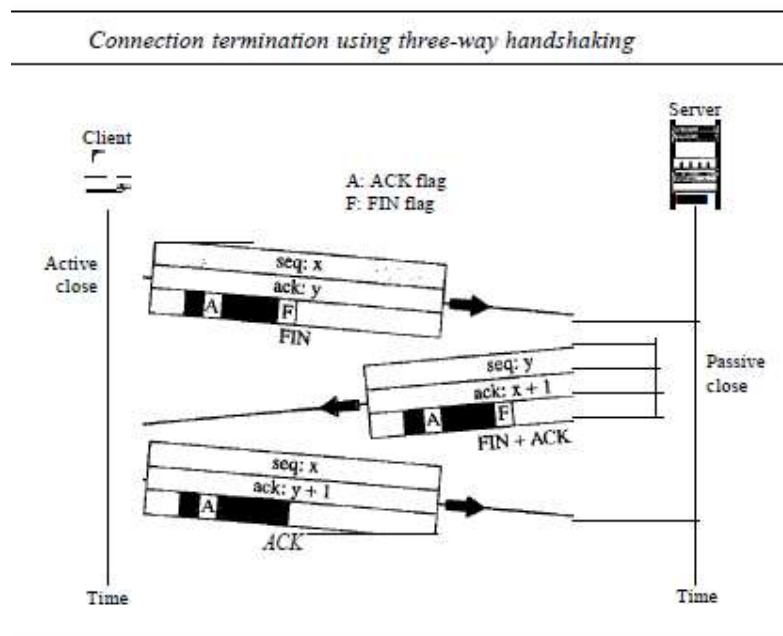 Connection termination using three-way handshaking
Client
Server
A: ACK flag
F: FIN flag
Active
close
seq: x
ack: y
A F
FIN
Passive
close
seq: y
ack: x + 1
A F
FIN + ACK
seq: x
ack: y + 1
A
ACK
Time
Time